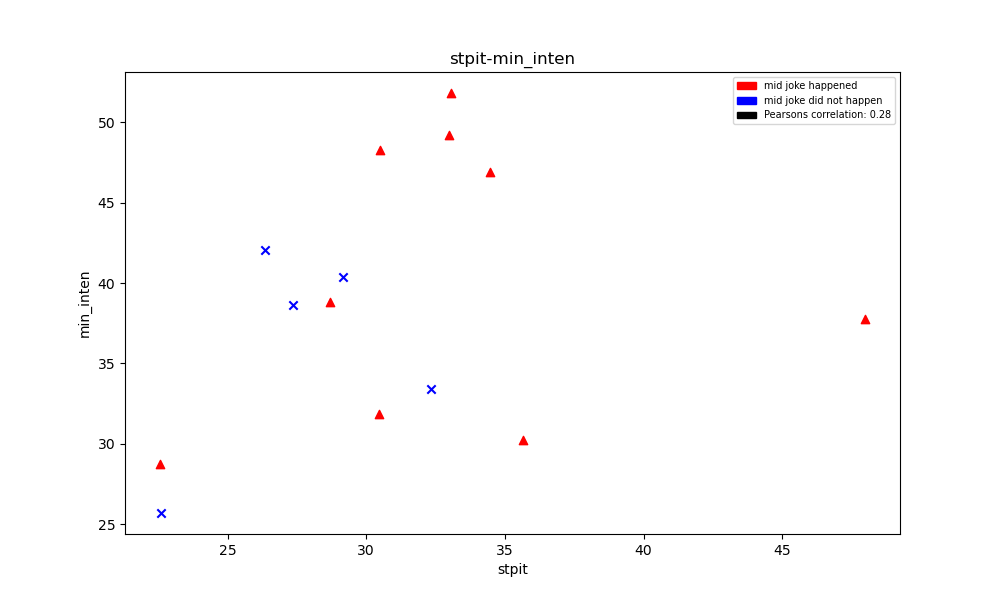 stpit-min_inten
mid joke happened
mid joke did not happen
Pearsons correlation: 0.28
50
45
40
35
30
25
min_inten
25
30
35
40
45
stpit